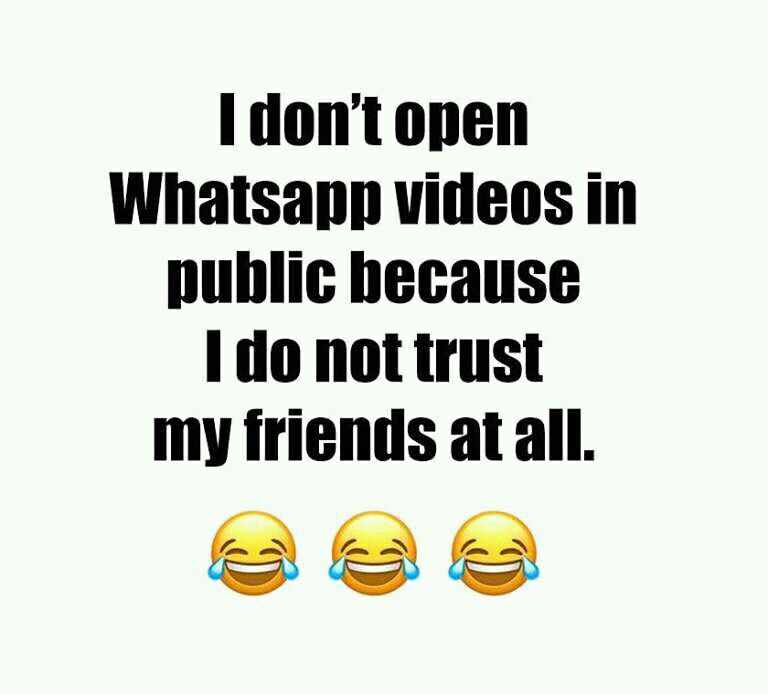 I don’t open
Whatsapp videos in
public because
I do not trust
my friends at all.
😂 😂 😂